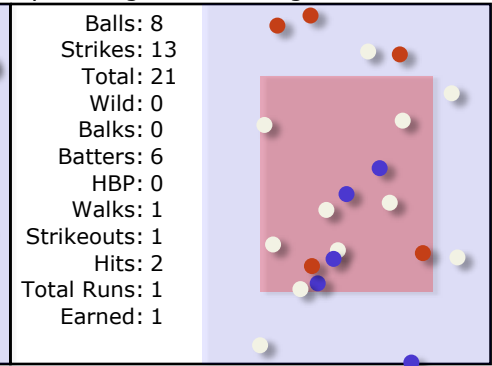 Balls: 8
Strikes: 13
Total: 21
Wild: 0
Balks: 0
Batters: 6
HBP: 0
Walks: 1
Strikeouts: 1
Hits: 2
Total Runs: 1
Earned: 1